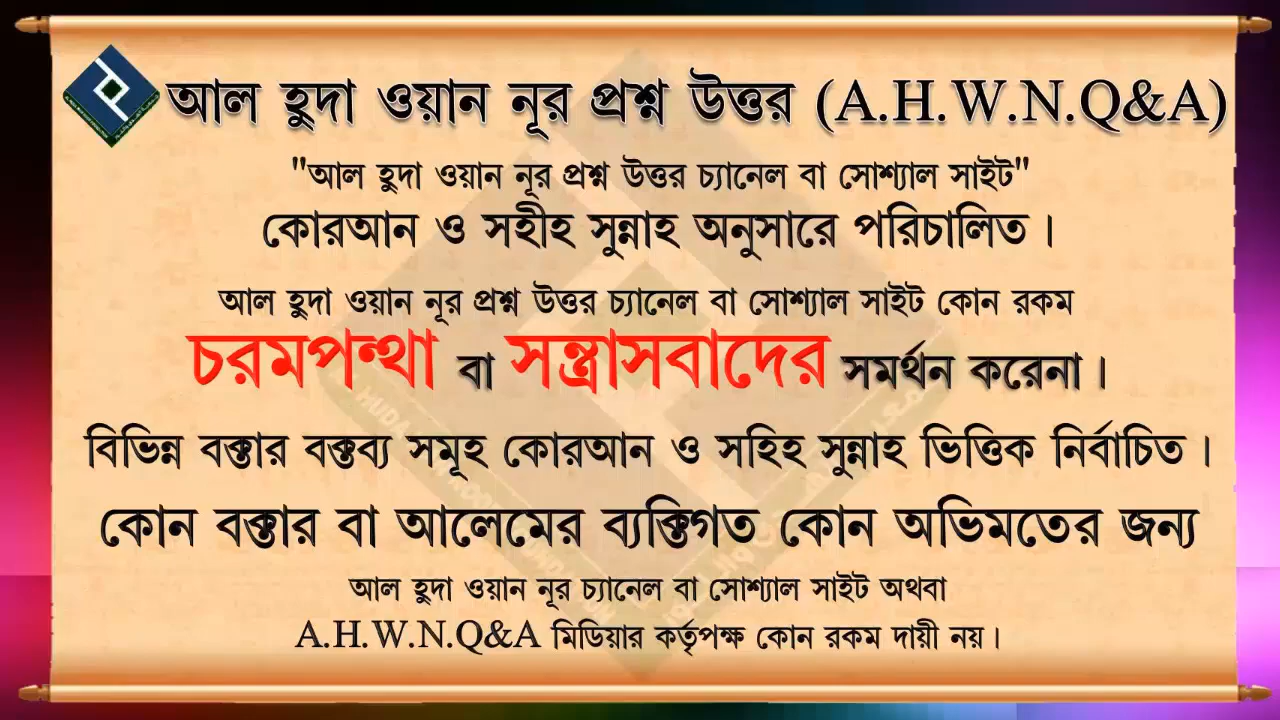 আল হুদা ওয়ান নূর প্রশ্ন উত্তর (A.H.W.N.Q&A)
"আল হুদা ওয়ান নূর প্রশ্ন উত্তর চ্যানেল বা সোশ্যাল সাইট"
কোরআন ও সহীহ সুন্নাহ অনুসারে পরিচালিত।
আল হুদা ওয়ান নূর প্রশ্ন উত্তর চ্যানেল বা সোশ্যাল সাইট কোন রকম
চরমপন্থা বা সন্ত্রাসবাদের সমর্থন করেনা।
বিভিন্ন বক্তার বক্তব্য সমূহ কোরআন ও সহিহ সুন্নাহ ভিত্তিক নির্বাচিত।
কোন বক্তার বা আলেমের ব্যক্তিগত কোন অভিমতের জন্য
আল হুদা ওয়ান নূর চ্যানেল বা সোশ্যাল সাইট অথবা
A.H.W.N.Q&A মিডিয়ার কর্তৃপক্ষ কোন রকম দায়ী নয়।